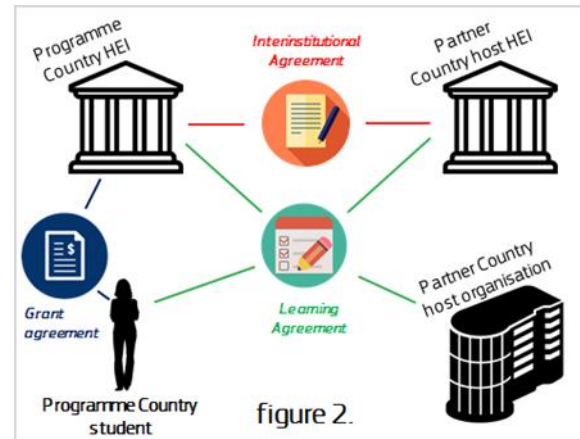 Programme
Country HEI
Interinstitutional
Agreement
Partner
Country host HEI
$
Grant
agreement
Learning
Agreement
Partner Country
host organisation
Programme Country
student
figure 2.